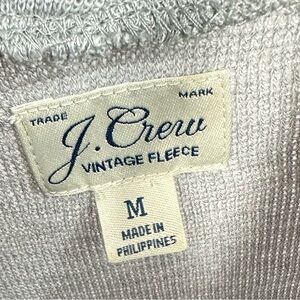 TRADE MARK
J. Crew
VINTAGE FLEECE
M
MADE IN
PHILIPPINES